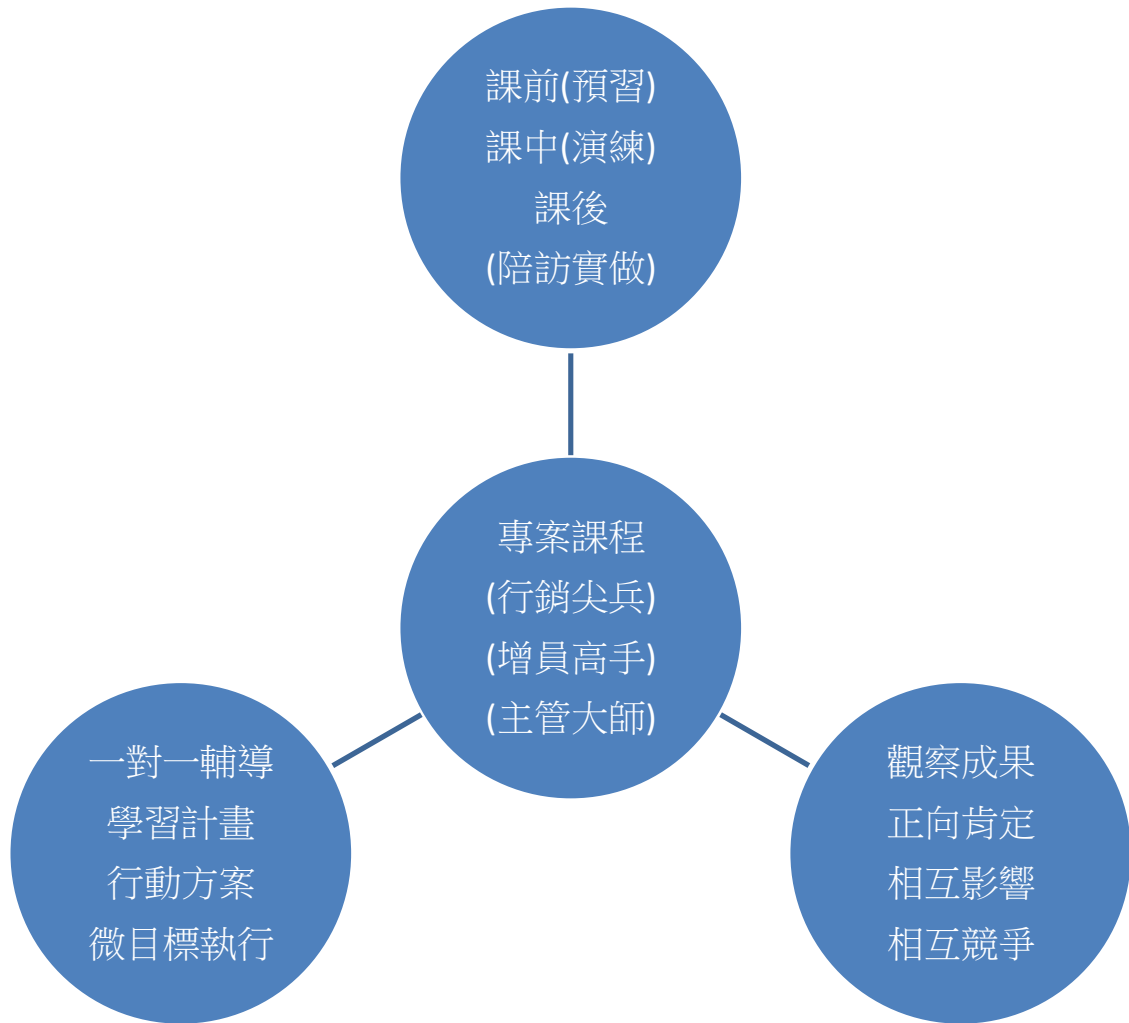 課前(預習)
課中(演練)
課後
(陪訪實做)
專案課程
(行銷尖兵)
(增員高手)
(主管大師)
一對一輔導
學習計畫
行動方案
微目標執行
觀察成果
正向肯定
相互影響
相互競爭